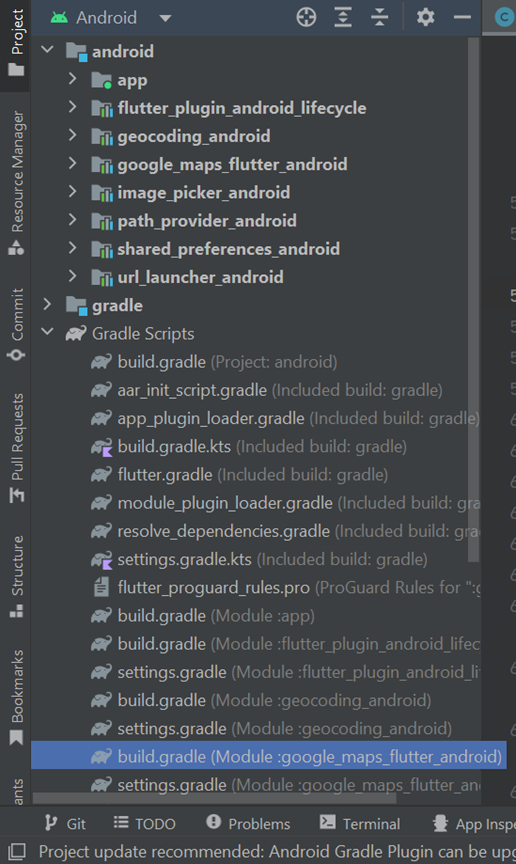 Project
Resource Manager
Commit
Pull Requests
Structure
Bookmarks
Android
android
app
flutter_plugin_android_lifecycle
geocoding_android
google_maps_flutter_android
image_picker_android
path_provider_android
shared_preferences_android
url_launcher_android
gradle
Gradle Scripts
build.gradle (Project: android)
aar_init_script.gradle (Included build: gradle)
app_plugin_loader.gradle (Included build: gradle)
build.gradle.kts (Included build: gradle)
flutter.gradle (Included build: gradle)
module_plugin_loader.gradle (Included build: gra
resolve_dependencies.gradle (Included build: gra
settings.gradle.kts (Included build: gradle)
flutter_proguard_rules.pro (ProGuard Rules for ":g
build.gradle (Module :app)
build.gradle (Module :flutter_plugin_android_lifec
settings.gradle (Module :flutter_plugin_android_li
build.gradle (Module :geocoding_android)
settings.gradle (Module :geocoding_android)
build.gradle (Module :google_maps_flutter_android)
settings.gradle (Module :google_maps_flutter_and
Git TODO Problems Terminal App Inspe
Project update recommended: Android Gradle Plugin can be upg